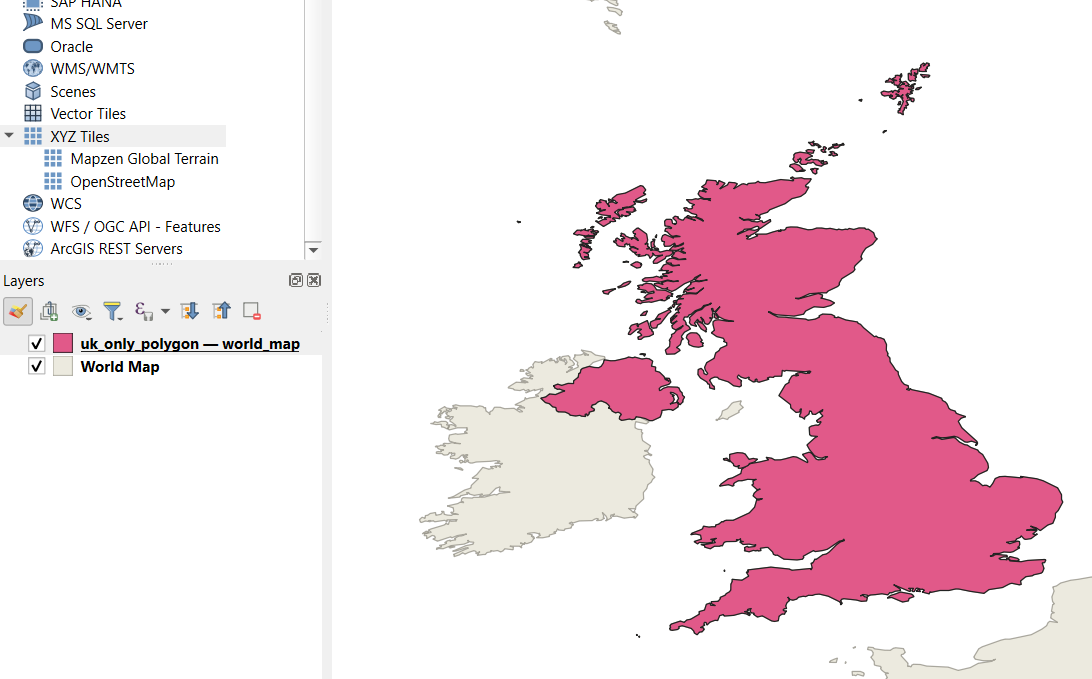 SAP HANA
MS SQL Server
Oracle
WMS/WMTS
Scenes
Vector Tiles
XYZ Tiles
Mapzen Global Terrain
OpenStreetMap
WCS
WFS / OGC API - Features
ArcGIS REST Servers
Layers
uk_only_polygon — world_map
World Map